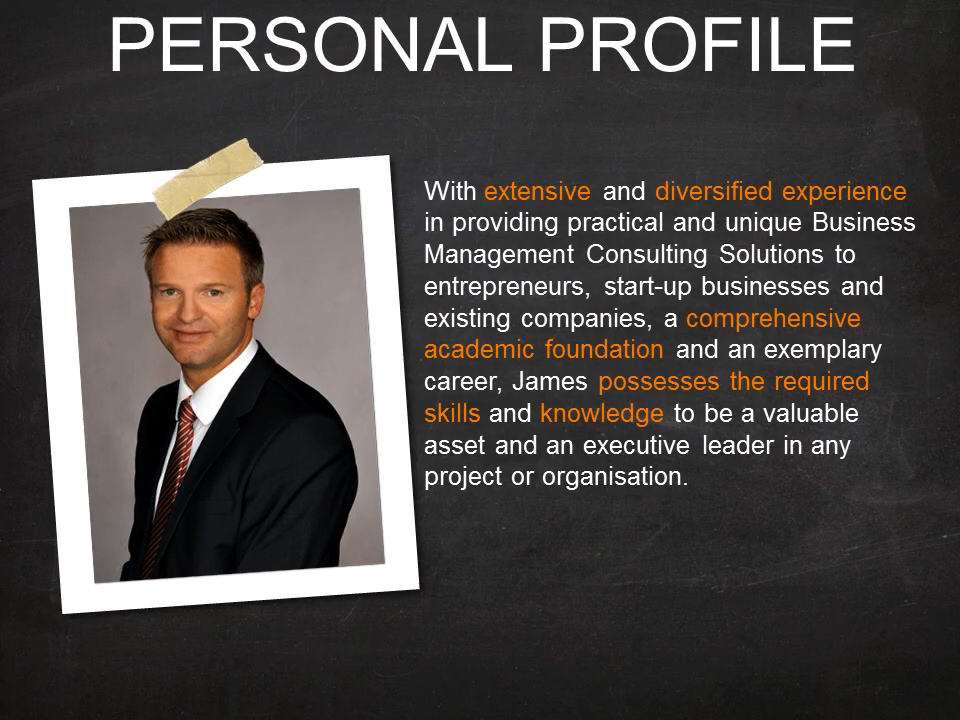 PERSONAL PROFILE
With extensive and diversified experience
in providing practical and unique Business
Management Consulting Solutions to
entrepreneurs, start-up businesses and
existing companies, a comprehensive
academic foundation and an exemplary
career, James possesses the required
skills and knowledge to be a valuable
asset and an executive leader in any
project or organisation.